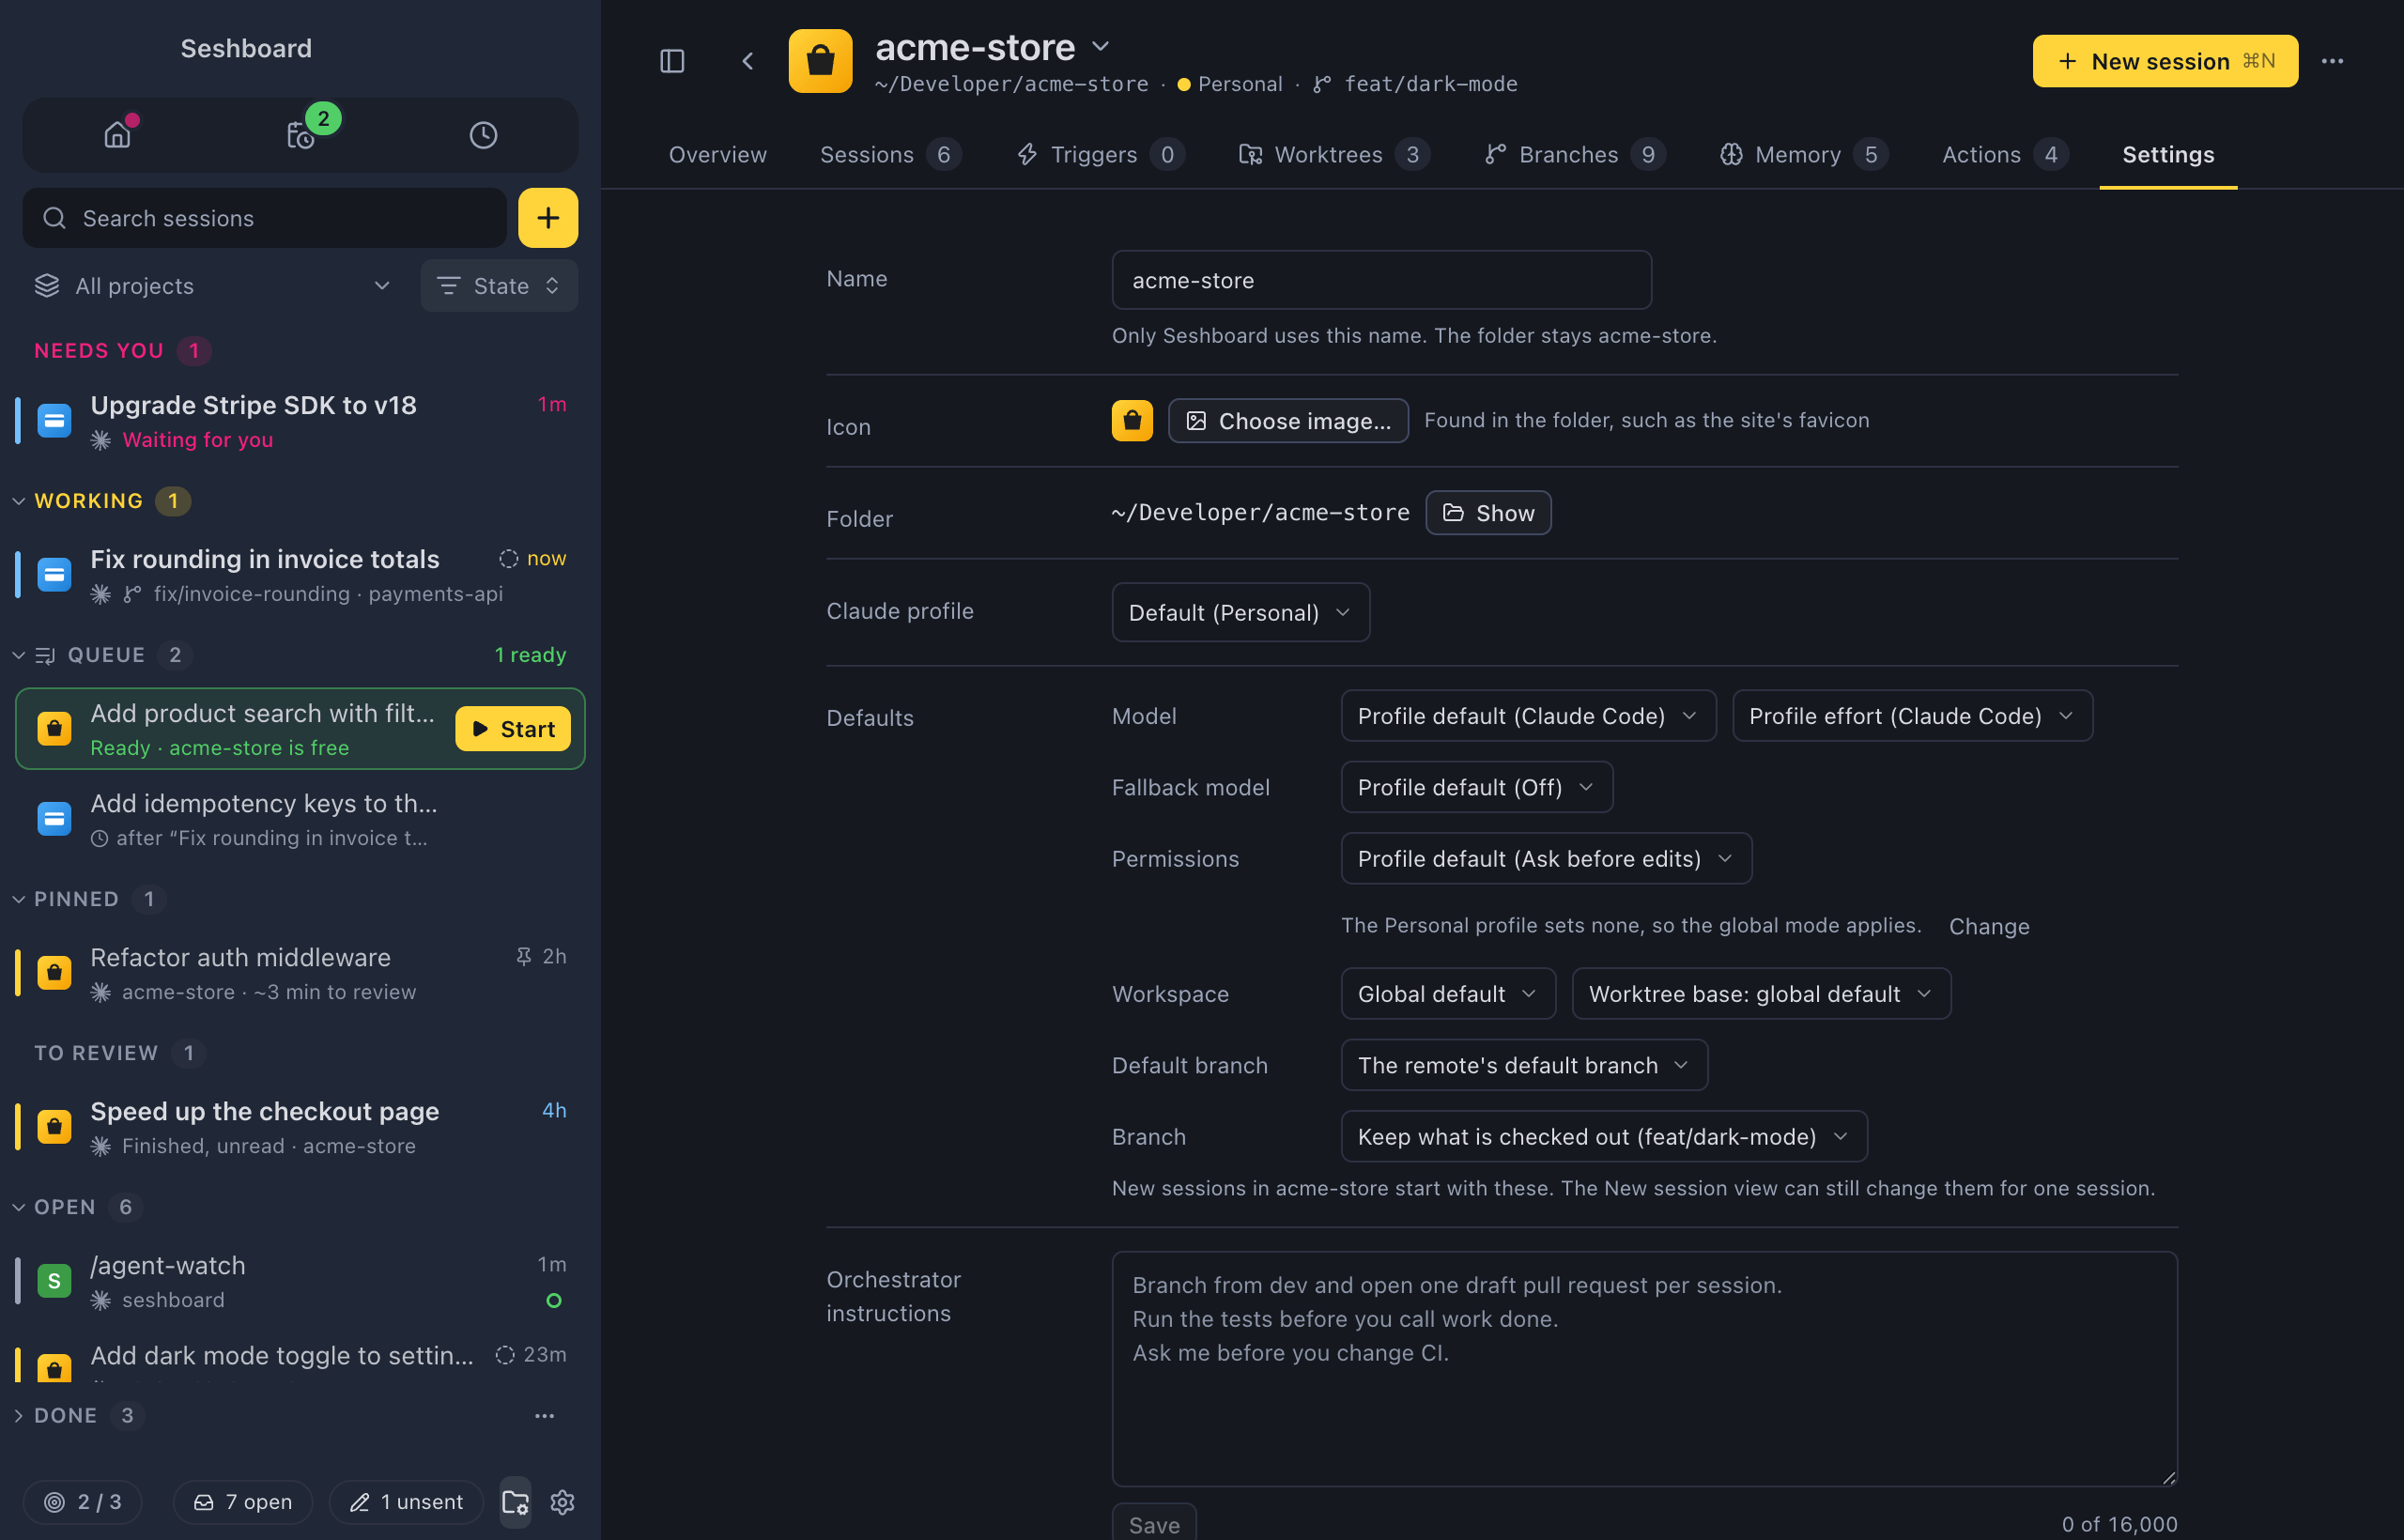 Seshboard
2
Search sessions
All projects
State
NEEDS YOU 1
Upgrade Stripe SDK to v18 1m
Waiting for you
WORKING 1
Fix rounding in invoice totals now
fix/invoice-rounding · payments-api
QUEUE 2 1 ready
Add product search with filt...
Ready · acme-store is free
Start
Add idempotency keys to th...
after “Fix rounding in invoice t...
PINNED 1
Refactor auth middleware 2h
acme-store · ~3 min to review
TO REVIEW 1
Speed up the checkout page 4h
Finished, unread · acme-store
OPEN 6
S
/agent-watch 1m
seshboard
Add dark mode toggle to settin... 23m
DONE 3
2 / 3
7 open
1 unsent
acme-store
~/Developer/acme-store · Personal · feat/dark-mode
New session ⌘N
Overview
Sessions 6
Triggers 0
Worktrees 3
Branches 9
Memory 5
Actions 4
Settings
Name
acme-store
Only Seshboard uses this name. The folder stays acme-store.
Icon
Choose image...
Found in the folder, such as the site's favicon
Folder
~/Developer/acme-store
Show
Claude profile
Default (Personal)
Defaults
Model
Profile default (Claude Code)
Profile effort (Claude Code)
Fallback model
Profile default (Off)
Permissions
Profile default (Ask before edits)
The Personal profile sets none, so the global mode applies. Change
Workspace
Global default
Worktree base: global default
Default branch
The remote's default branch
Branch
Keep what is checked out (feat/dark-mode)
New sessions in acme-store start with these. The New session view can still change them for one session.
Orchestrator
instructions
Branch from dev and open one draft pull request per session.
Run the tests before you call work done.
Ask me before you change CI.
Save
0 of 16,000